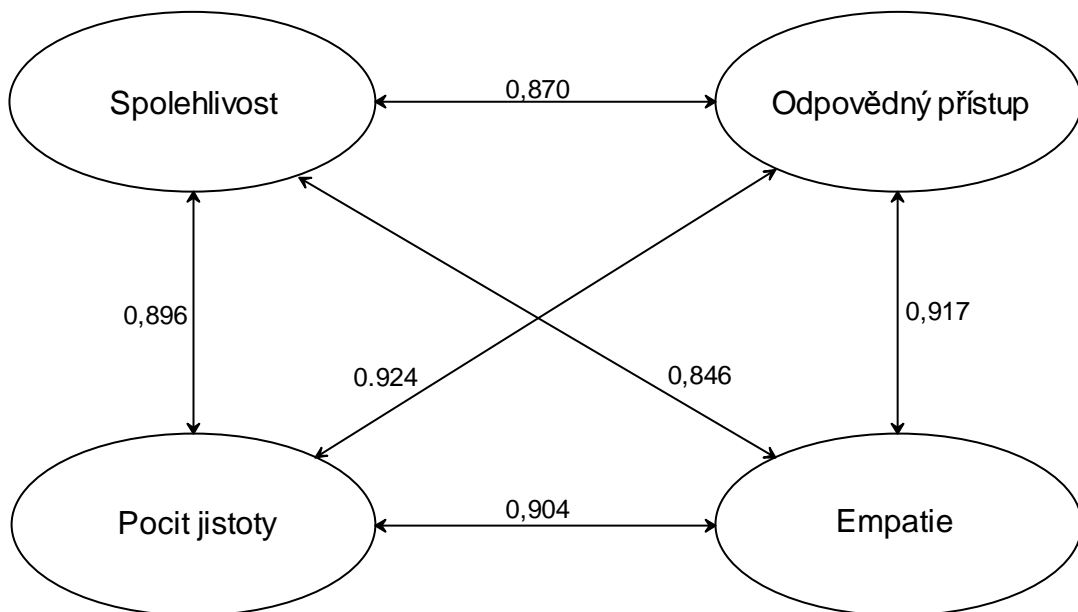 Spolehlivost
0,870
Odpovědný přístup
0,896
0.924
0,846
0,917
Pocit jistoty
0,904
Empatie